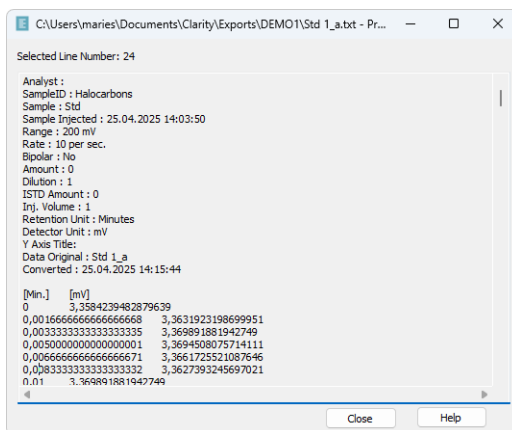 C:\Users\maries\Documents\Clarity\Exports\DEMO1\Std 1_a.txt - Pr...
Selected Line Number: 24
Analyst :
SampleID : Halocarbons
Sample : Std
Sample Injected : 25.04.2025 14:03:50
Range : 200 mV
Rate : 10 per sec.
Bipolar : No
Amount : 0
Dilution : 1
ISTD Amount : 0
Inj. Volume : 1
Retention Unit : Minutes
Detector Unit : mV
Y Axis Title:
Data Original : Std 1_a
Converted : 25.04.2025 14:15:44
[Min.] [mV]
0 3,3584239482879639
0,0016666666666666668 3,3631923198699951
0,0033333333333333335 3,369891881942749
0,0050000000000000001 3,3694508075714111
0,0066666666666666671 3,3661725521087646
0,0083333333333333332 3,3627393245697021
0,01 3,369891881942749
Close Help